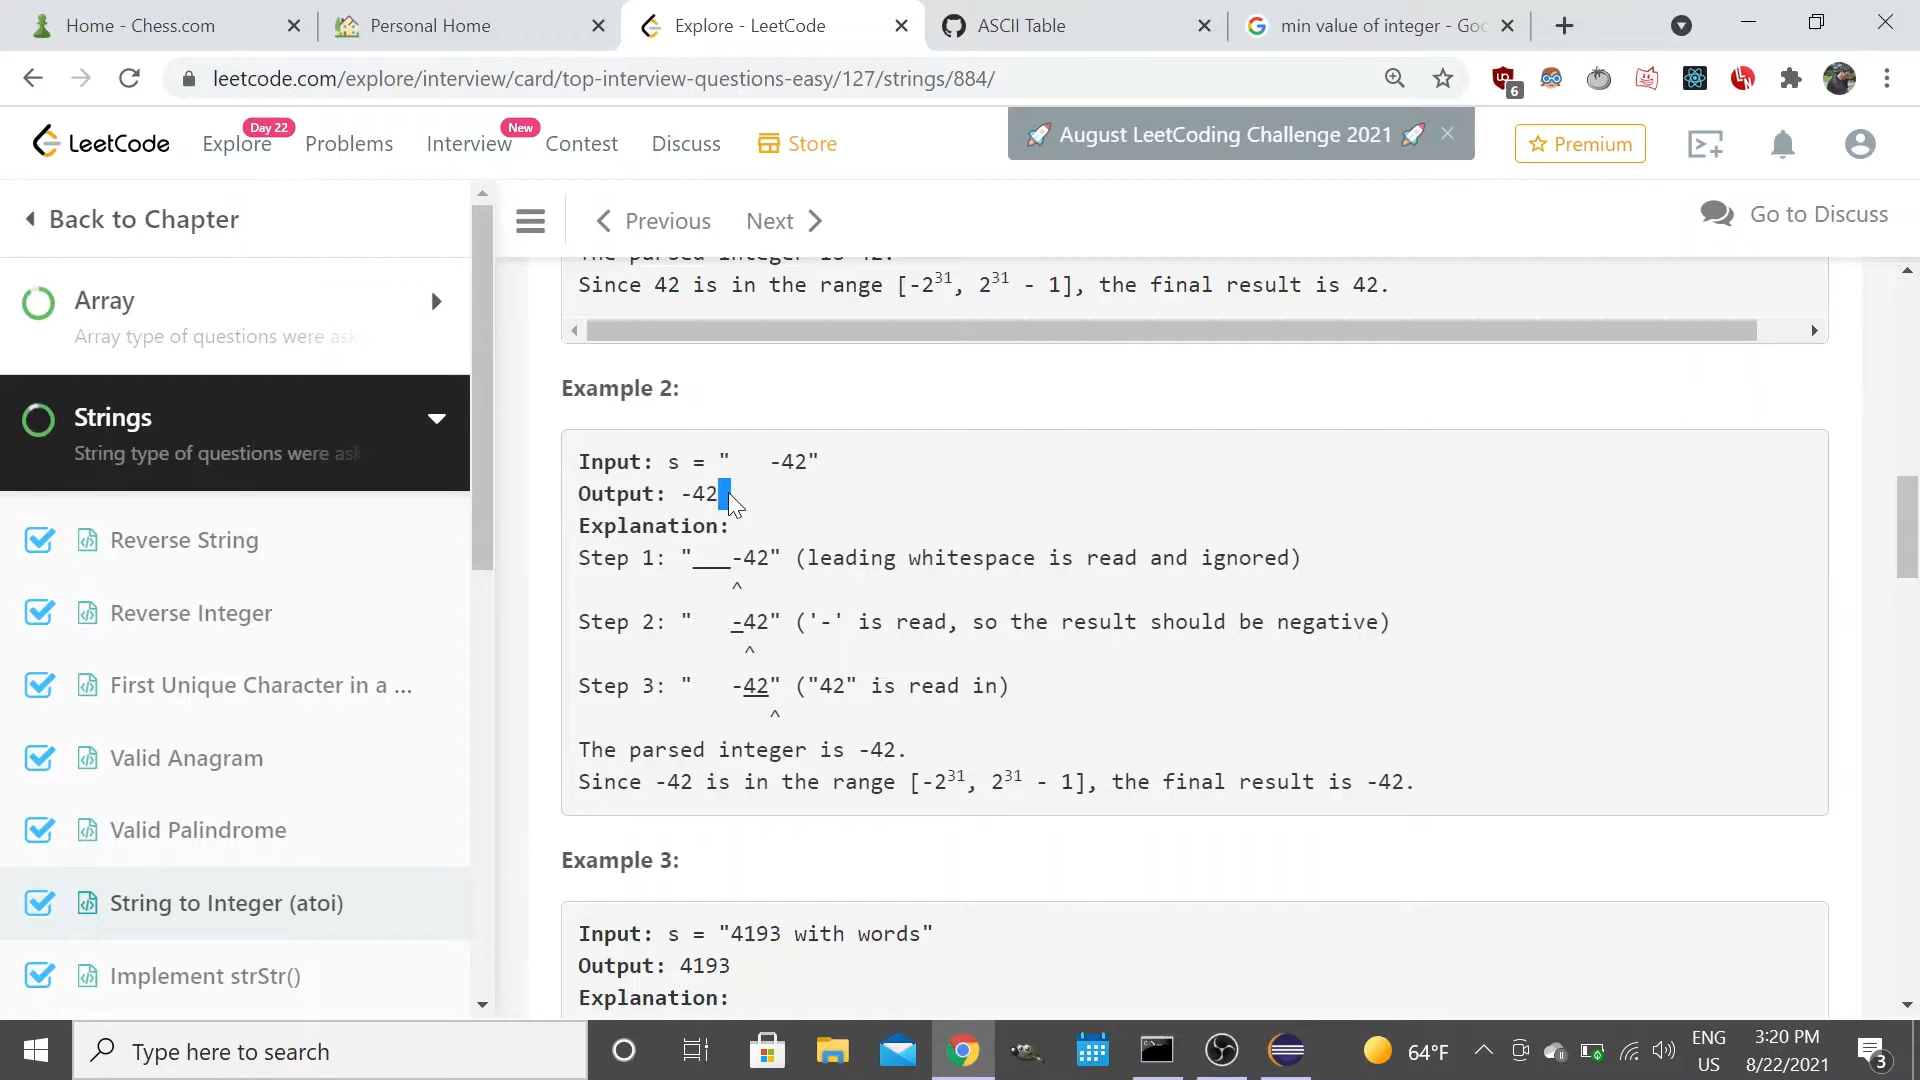 Home - Chess.com
Personal Home
Explore - LeetCode
ASCII Table
min value of integer - Goo
leetcode.com/explore/interview/card/top-interview-questions-easy/127/strings/884/
6
LeetCode
Explore
Day 22
Problems
Interview
New
Contest
Discuss
Store
August LeetCoding Challenge 2021
Premium
Back to Chapter
Previous
Next
Go to Discuss
Array
Array type of questions were ask
Strings
String type of questions were ask
Reverse String
Reverse Integer
First Unique Character in a ...
Valid Anagram
Valid Palindrome
String to Integer (atoi)
Implement strStr()
The parsed integer is 42.
Since 42 is in the range [-2³¹, 2³¹ - 1], the final result is 42.
Example 2:
Input: s = "   -42"
Output: -42
Explanation:
Step 1: "___-42" (leading whitespace is read and ignored)
^
Step 2: "   -42" ('-' is read, so the result should be negative)
^
Step 3: "   -42" ("42" is read in)
^
The parsed integer is -42.
Since -42 is in the range [-2³¹, 2³¹ - 1], the final result is -42.
Example 3:
Input: s = "4193 with words"
Output: 4193
Explanation:
Type here to search
64°F
ENG
US
3:20 PM
8/22/2021
3